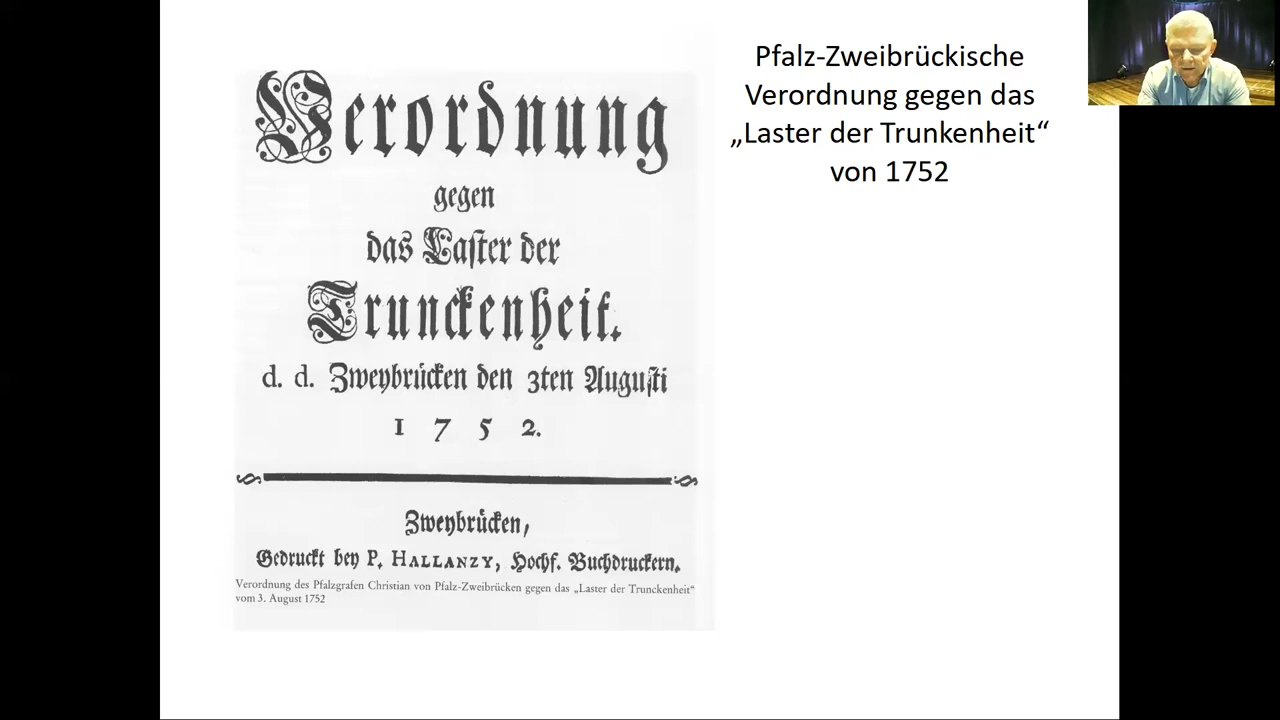 Verordnung
gegen
das Laster der
Trunckenheit.
d. d. Zweybrücken den 3ten Augusti
1 7 5 2.
Zweybrücken,
Gedruckt bey P. HALLANZY, Hochf. Buchdruckern.
Verordnung des Pfalzgrafen Christian von Pfalz-Zweibrücken gegen das „Laster der Trunckenheit“
vom 3. August 1752
Pfalz-Zweibrückische
Verordnung gegen das
„Laster der Trunkenheit“
von 1752